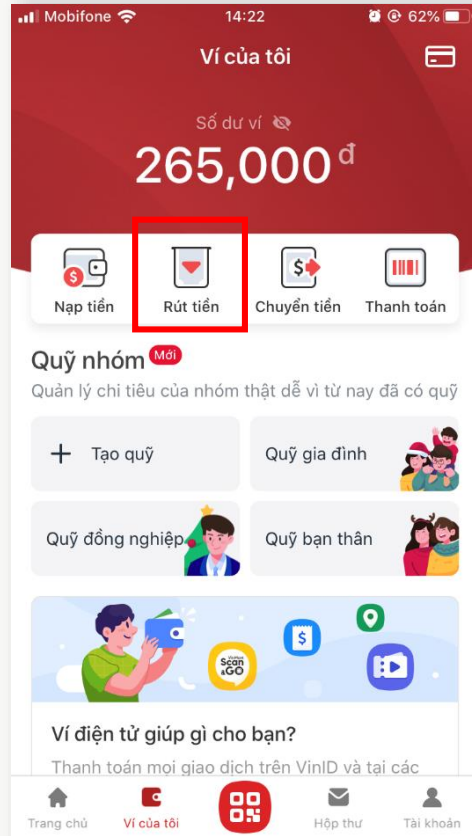 Mobifone 14:22 62%
Ví của tôi
Số dư ví
265,000 đ
Nạp tiền Rút tiền Chuyển tiền Thanh toán
Quỹ nhóm Mới
Quản lý chi tiêu của nhóm thật dễ vì từ nay đã có quỹ
+ Tạo quỹ Quỹ gia đình
Quỹ đồng nghiệp Quỹ bạn thân
Scan
&GO
Ví điện tử giúp gì cho bạn?
Thanh toán mọi giao dịch trên VinID và tại các
Trang chủ Ví của tôi Hộp thư Tài khoản